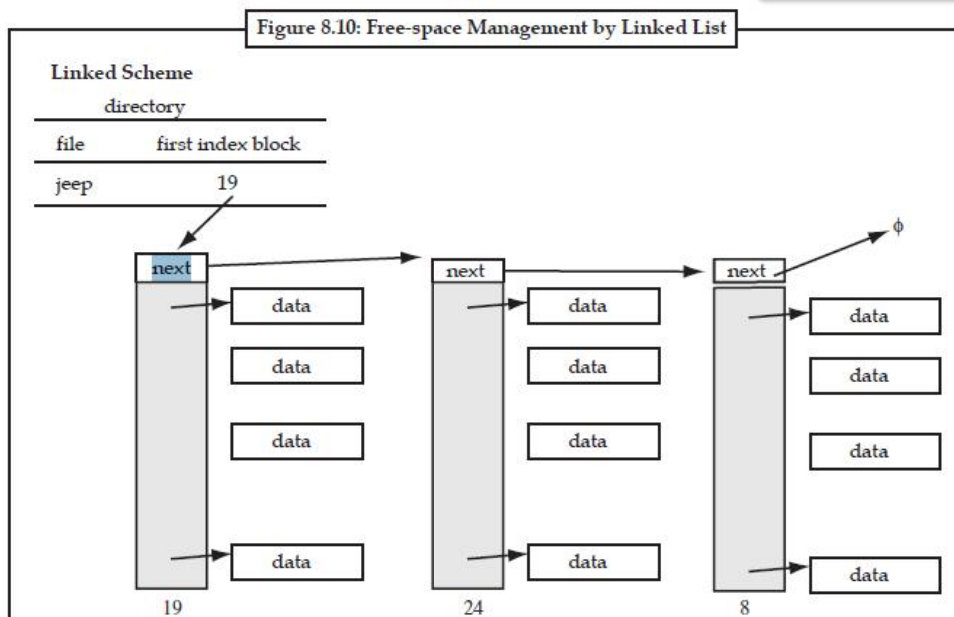 Figure 8.10: Free-space Management by Linked List
Linked Scheme
directory
file first index block
jeep 19
ϕ
next next next
data data data
data data data
data data data
data data data
19 24 8